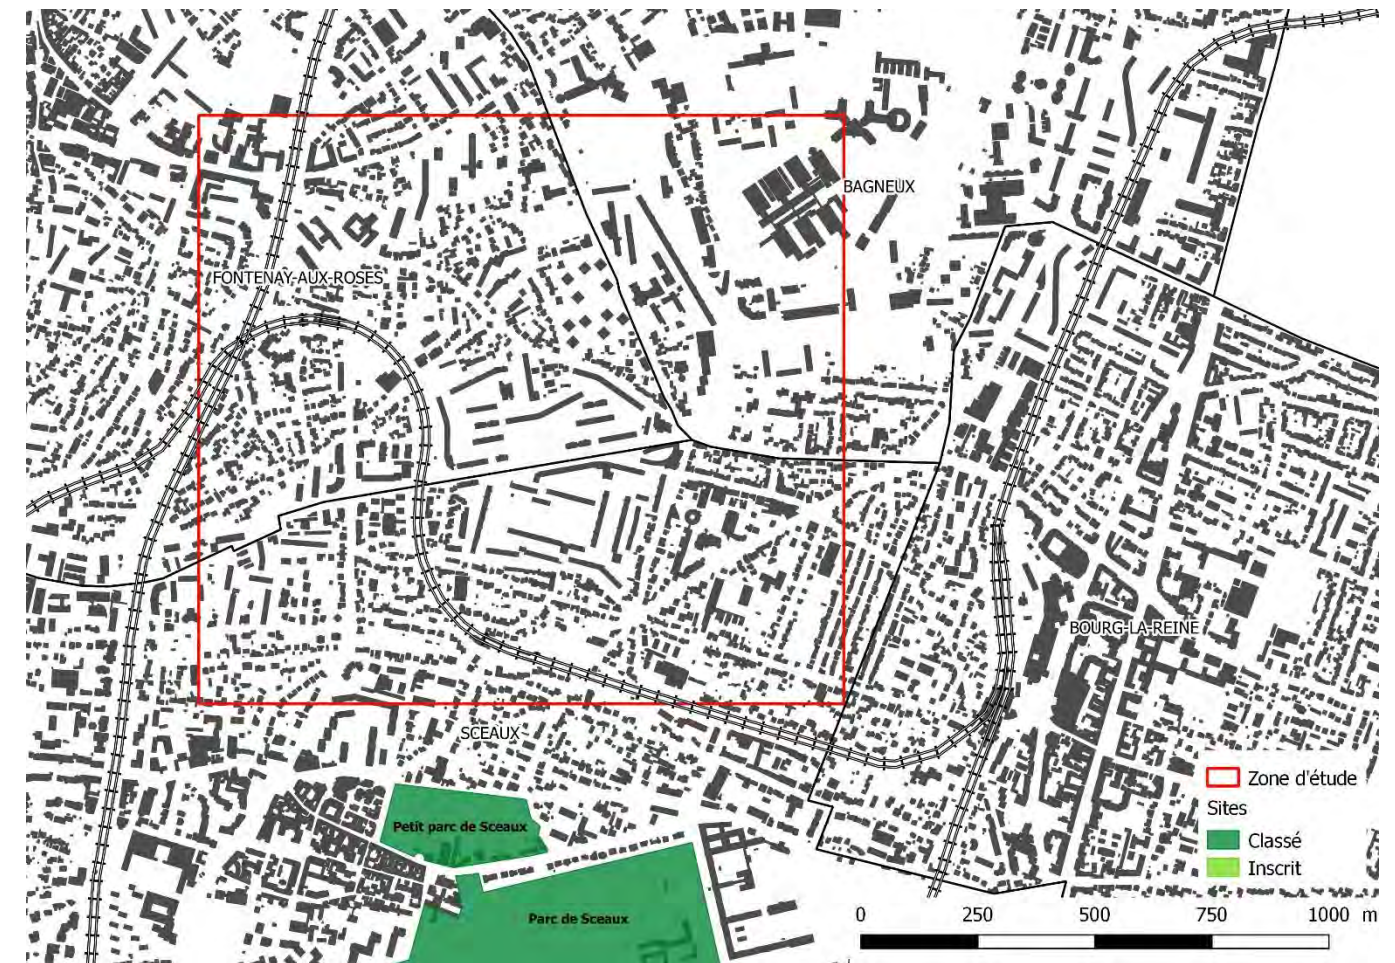 BAGNEUX
FONTENAY-AUX-ROSES
BOURG-LA-REINE
SCEAUX
Petit parc de Sceaux
Parc de Sceaux
Zone d'étude
Sites
Classé
Inscrit
0 250 500 750 1000 m